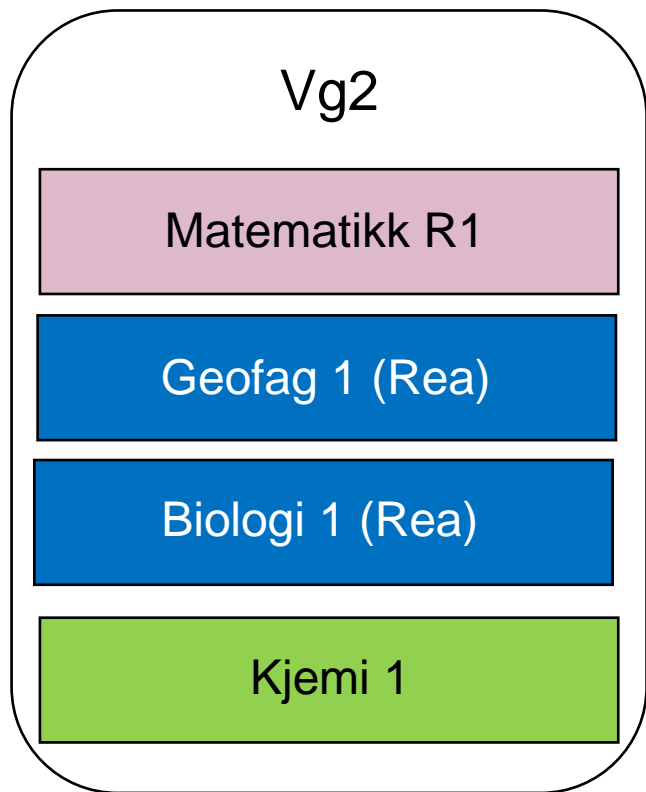 Vg2
Matematikk R1
Geofag 1 (Rea)
Biologi 1 (Rea)
Kjemi 1